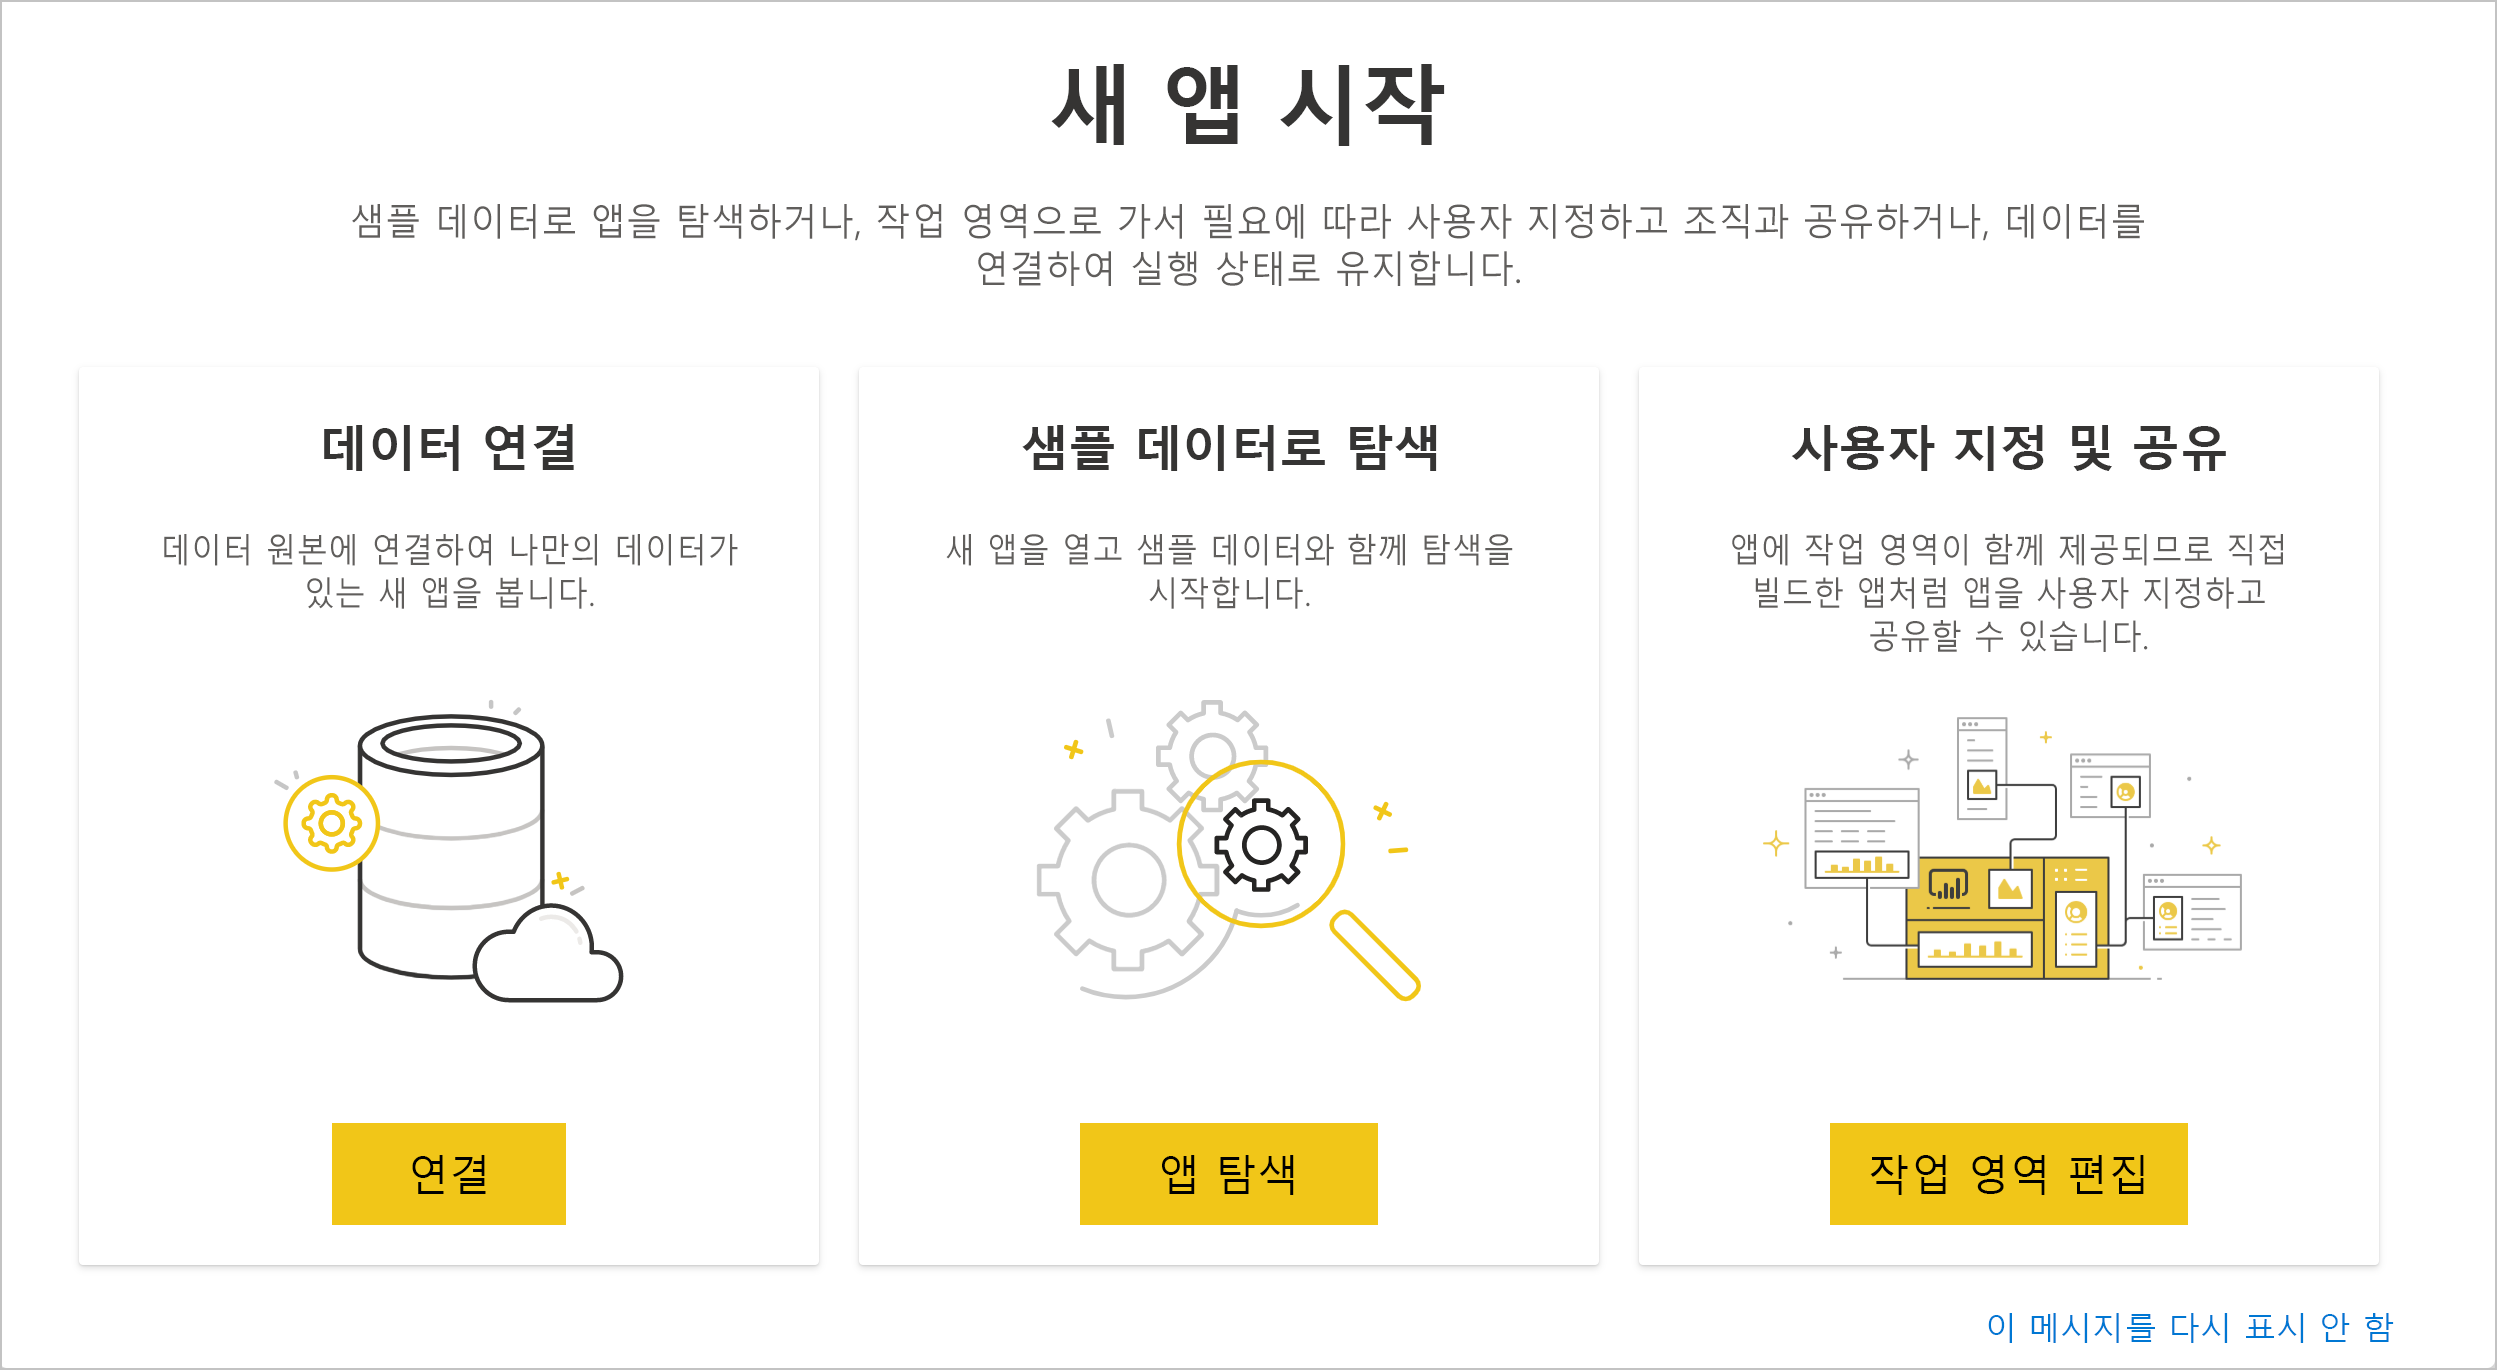 새 앱 시작
샘플 데이터로 앱을 탐색하거나, 작업 영역으로 가서 필요에 따라 사용자 지정하고 조직과 공유하거나, 데이터를
연결하여 실행 상태로 유지합니다.
데이터 연결
데이터 원본에 연결하여 나만의 데이터가
있는 새 앱을 봅니다.
연결
샘플 데이터로 탐색
새 앱을 열고 샘플 데이터와 함께 탐색을
시작합니다.
앱 탐색
사용자 지정 및 공유
앱에 작업 영역이 함께 제공되므로 직접
빌드한 앱처럼 앱을 사용자 지정하고
공유할 수 있습니다.
작업 영역 편집
이 메시지를 다시 표시 안 함